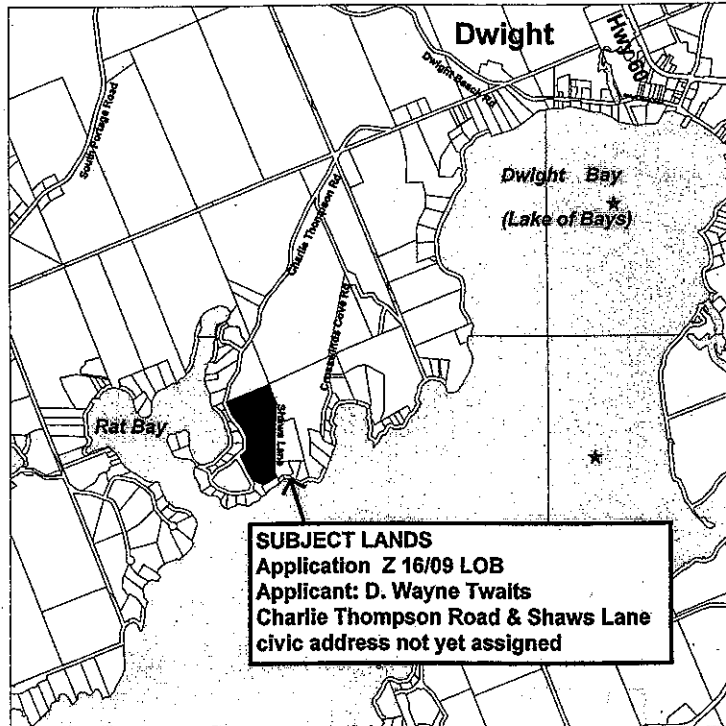 Dwight
Hwy 60
Dwight Beach Rd
South Portage Road
Dwight Bay
(Lake of Bays)
Charlie Thompson Rd
Crosswinds Cove Rd
Shaws Lane
Rat Bay
SUBJECT LANDS
Application Z 16/09 LOB
Applicant: D. Wayne Twaits
Charlie Thompson Road & Shaws Lane
civic address not yet assigned